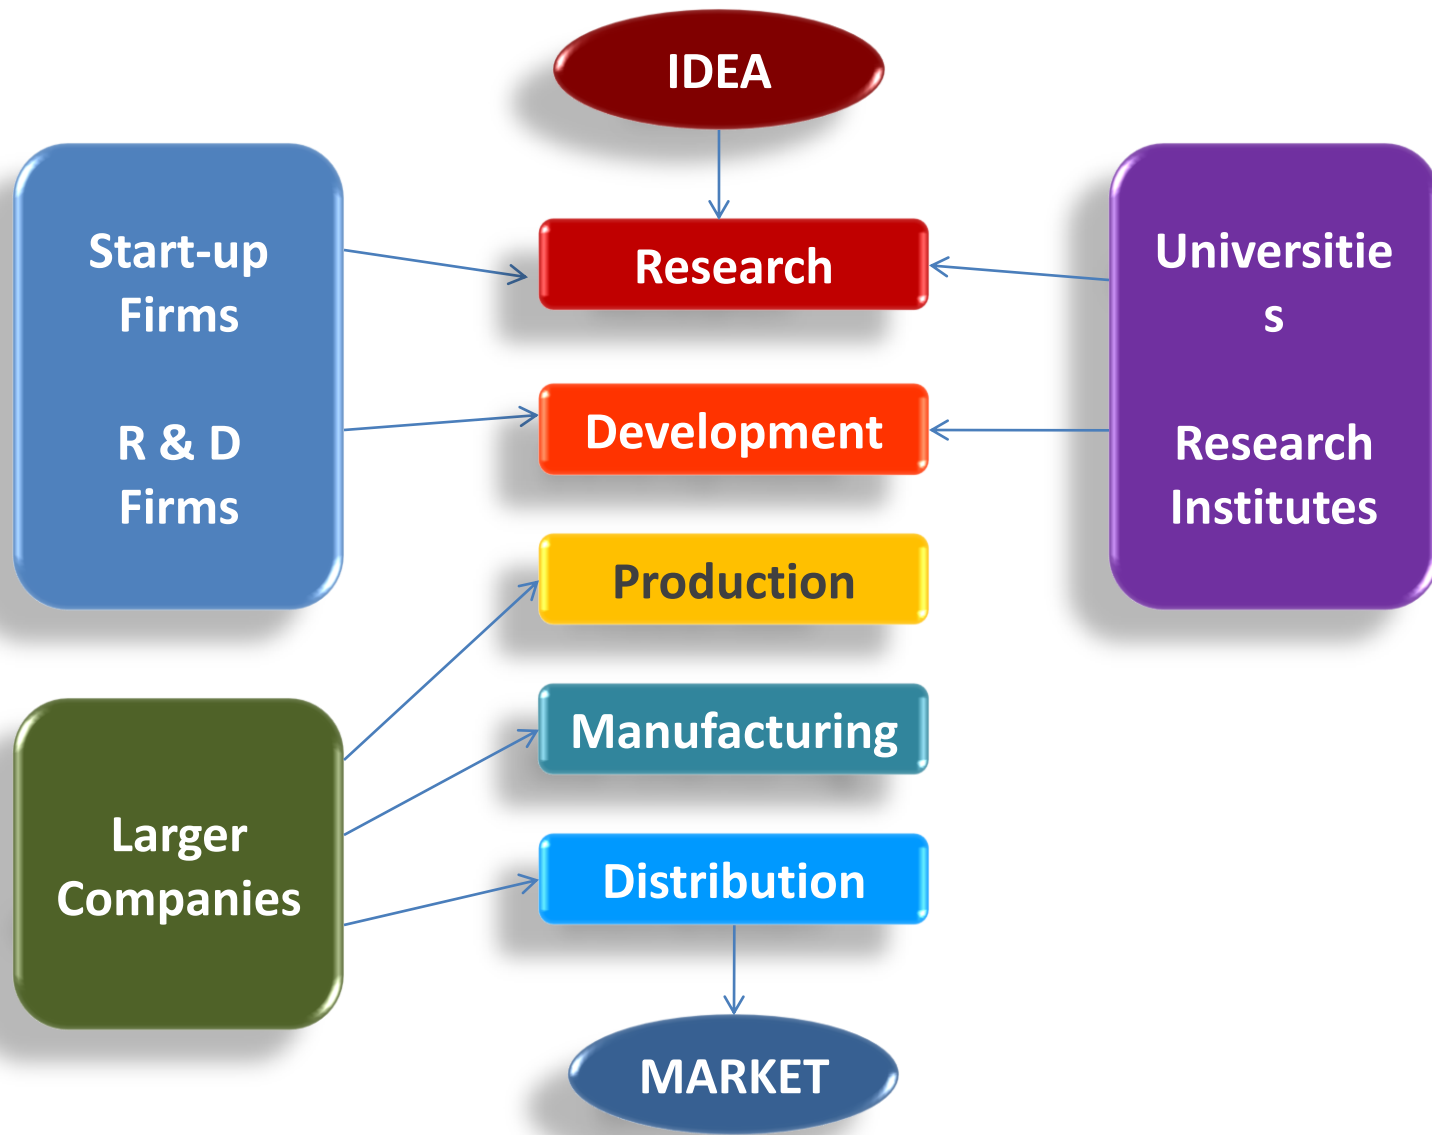 IDEA
Start-up
Firms
R & D
Firms
Research
Development
Production
Manufacturing
Distribution
Universitie
s
Research
Institutes
Larger
Companies
MARKET